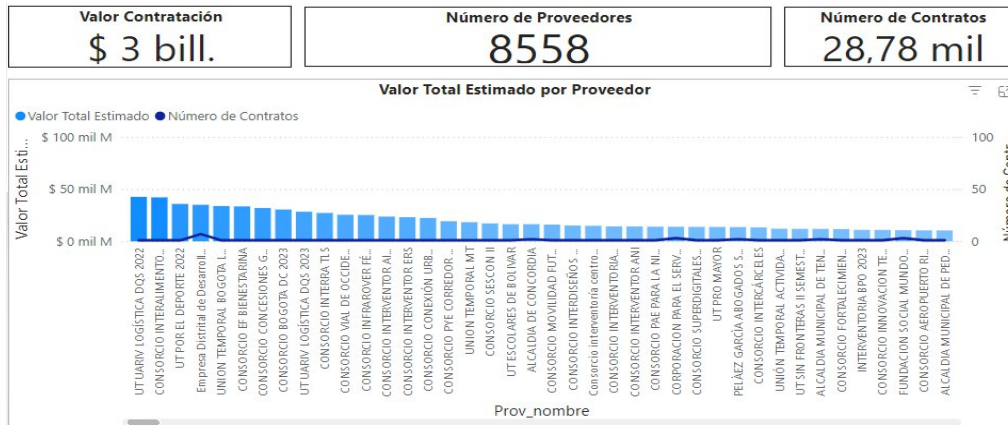 Valor Contratación
$ 3 bill.
Número de Proveedores
8558
Número de Contratos
28,78 mil
Valor Total Estimado por Proveedor
Valor Total Estimado
Número de Contratos
Valor Total Esti...
$ 100 mil M
$ 50 mil M
$ 0 mil M
100
50
0
Número de Contr...
UT UARIV LOGÍSTICA DQS 2022
CONSORCIO INTERALIMENTO...
UT POR EL DEPORTE 2022
Empresa Distrital de Desarroll...
UNION TEMPORAL BOGOTA L...
CONSORCIO EF BIENESTARINA
CONSORCIO CONCESIONES G...
CONSORCIO BOGOTA DC 2023
UT UARIV LOGÍSTICA DQS 2023
CONSORCIO INTERRA TLS
CONSORCIO VIAL DE OCCIDE...
CONSORCIO INFRAROVER FÉ...
CONSORCIO INTERVENTOR AI...
CONSORCIO INTERVENTOR ERS
CONSORCIO CONEXIÓN URB...
CONSORCIO PYE CORREDOR ...
UNION TEMPORAL MT
CONSORCIO SESCON II
UT ESCOLARES DE BOLIVAR
ALCALDIA DE CONCORDIA
CONSORCIO MOVILIDAD FUT...
CONSORCIO INTERDISEÑOS ...
Consorcio interventoria centro...
CONSORCIO INTERVENTORIA...
CONSORCIO INTERVENTOR ANI
CONSORCIO PAE PARA LA NI...
CORPORACION PARA EL SERV...
CONSORCIO SUPERDIGITALES...
UT PRO MAYOR
PELÁEZ GARCÍA ABOGADOS S...
CONSORCIO INTERCÁRCELES
UNIÓN TEMPORAL ACTIVIDA...
UT SIN FRONTERAS II SEMEST...
ALCALDIA MUNICIPAL DE TEN...
CONSORCIO FORTALECIMIEN...
INTERVENTORIA BPO 2023
CONSORCIO INNOVACION TE...
FUNDACION SOCIAL MUNDO...
CONSORCIO AEROPUERTO RI...
ALCALDIA MUNICIPAL DE PED...
Prov_nombre